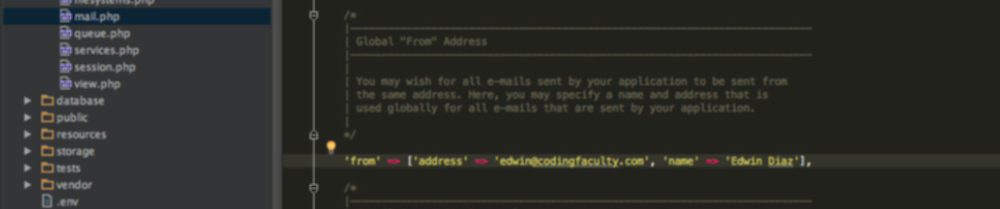 filesystems.php
mail.php
queue.php
services.php
session.php
view.php
database
public
resources
storage
tests
vendor
.env
/*
|--------------------------------------------------------------------------
| Global "From" Address
|--------------------------------------------------------------------------
|
| You may wish for all e-mails sent by your application to be sent from
| the same address. Here, you may specify a name and address that is
| used globally for all e-mails that are sent by your application.
|
*/
'from' => ['address' => 'edwin@codingfaculty.com', 'name' => 'Edwin Diaz'],
/*
|--------------------------------------------------------------------------